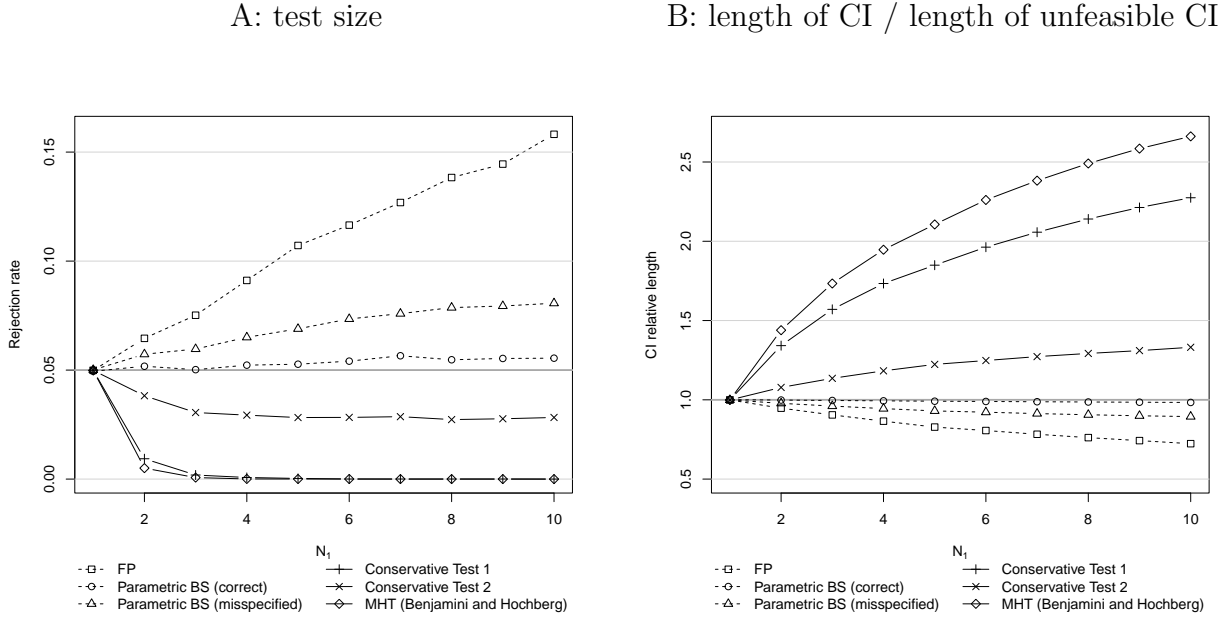 A: test size
B: length of CI / length of unfeasible CI
Rejection rate
0.15
0.10
0.05
0.00
2 4 6 8 10
N1
FP
Parametric BS (correct)
Parametric BS (misspecified)
Conservative Test 1
Conservative Test 2
MHT (Benjamini and Hochberg)
CI relative length
2.5
2.0
1.5
1.0
0.5
2 4 6 8 10
N1
FP
Parametric BS (correct)
Parametric BS (misspecified)
Conservative Test 1
Conservative Test 2
MHT (Benjamini and Hochberg)